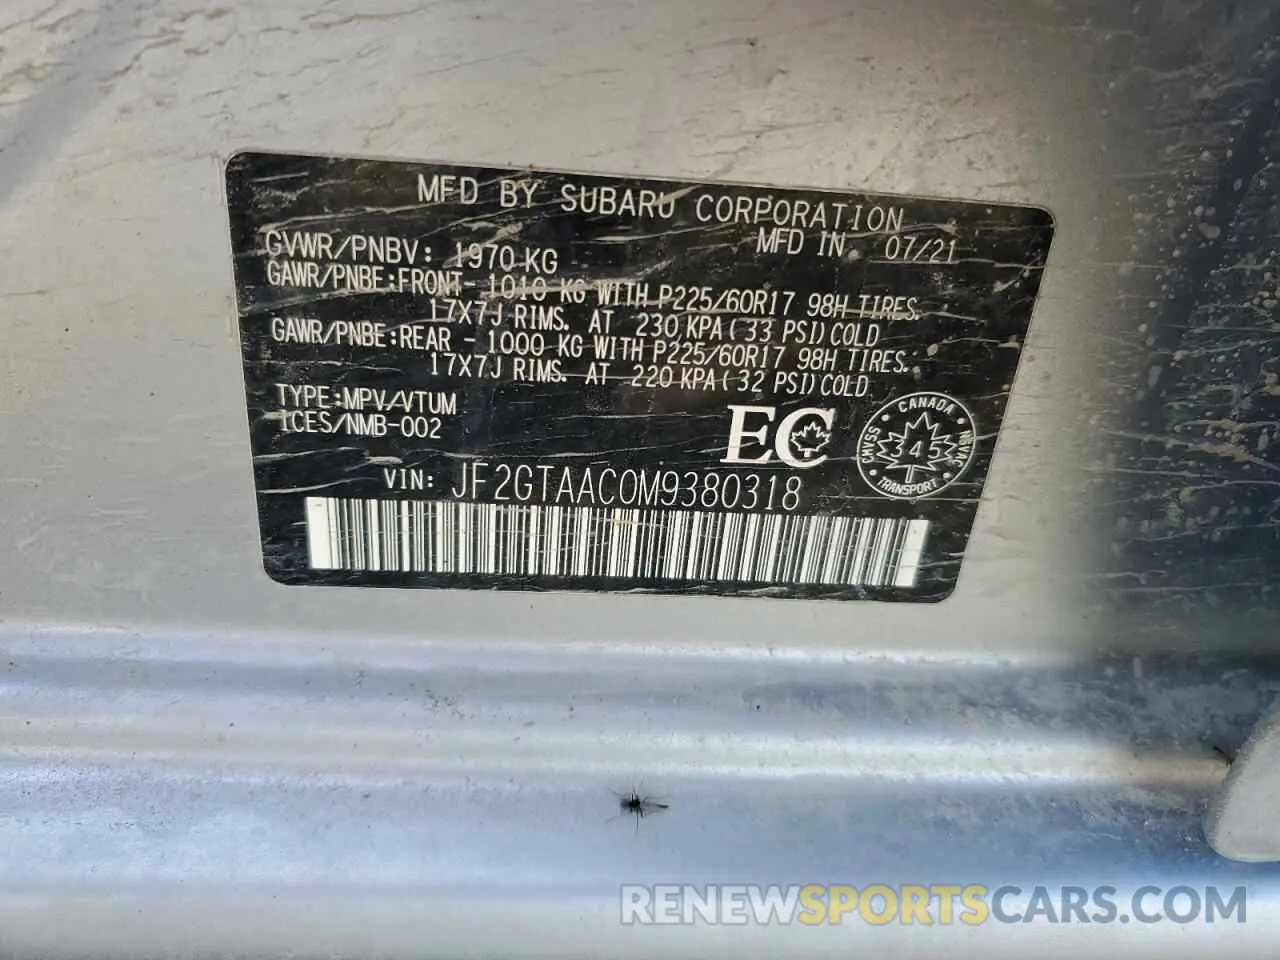 MFD BY SUBARU CORPORATION
MFD IN 07/21
GVWR/PNBV: 1970 KG
GAWR/PNBE:FRONT- 1010 KG WITH P225/60R17 98H TIRES.
17X7J RIMS. AT 230 KPA(33 PSI)COLD
GAWR/PNBE:REAR - 1000 KG WITH P225/60R17 98H TIRES.
17X7J RIMS. AT 220 KPA(32 PSI)COLD
TYPE:MPV/VTUM
ICES/NMB-002
EC
CANADA
CMVSS 345 NSVAC
TRANSPORT
VIN: JF2GTAAC0M9380318
RENEWSPORTSCARS.COM